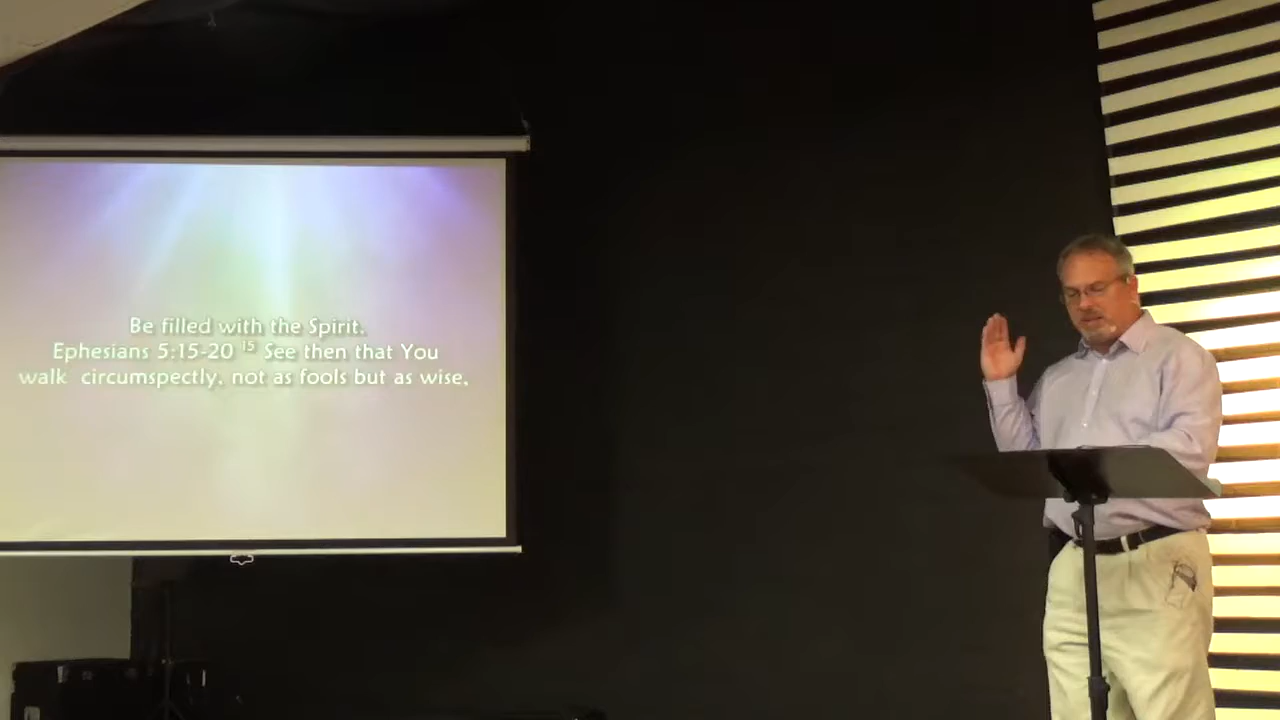 Be filled with the Spirit.
Ephesians 5:15-20 15 See then that You
walk circumspectly, not as fools but as wise,